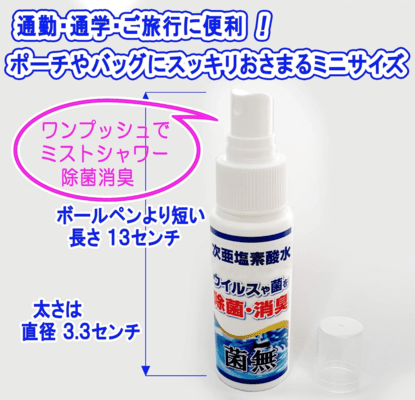 通勤・通学・ご旅行に便利！
ポーチやバッグにスッキリおさまるミニサイズ
ワンプッシュで
ミストシャワー
除菌消臭
ボールペンより短い
長さ 13センチ
太さは
直径 3.3センチ
次亜塩素酸水
ウイルスや菌を
除菌・消臭
菌無